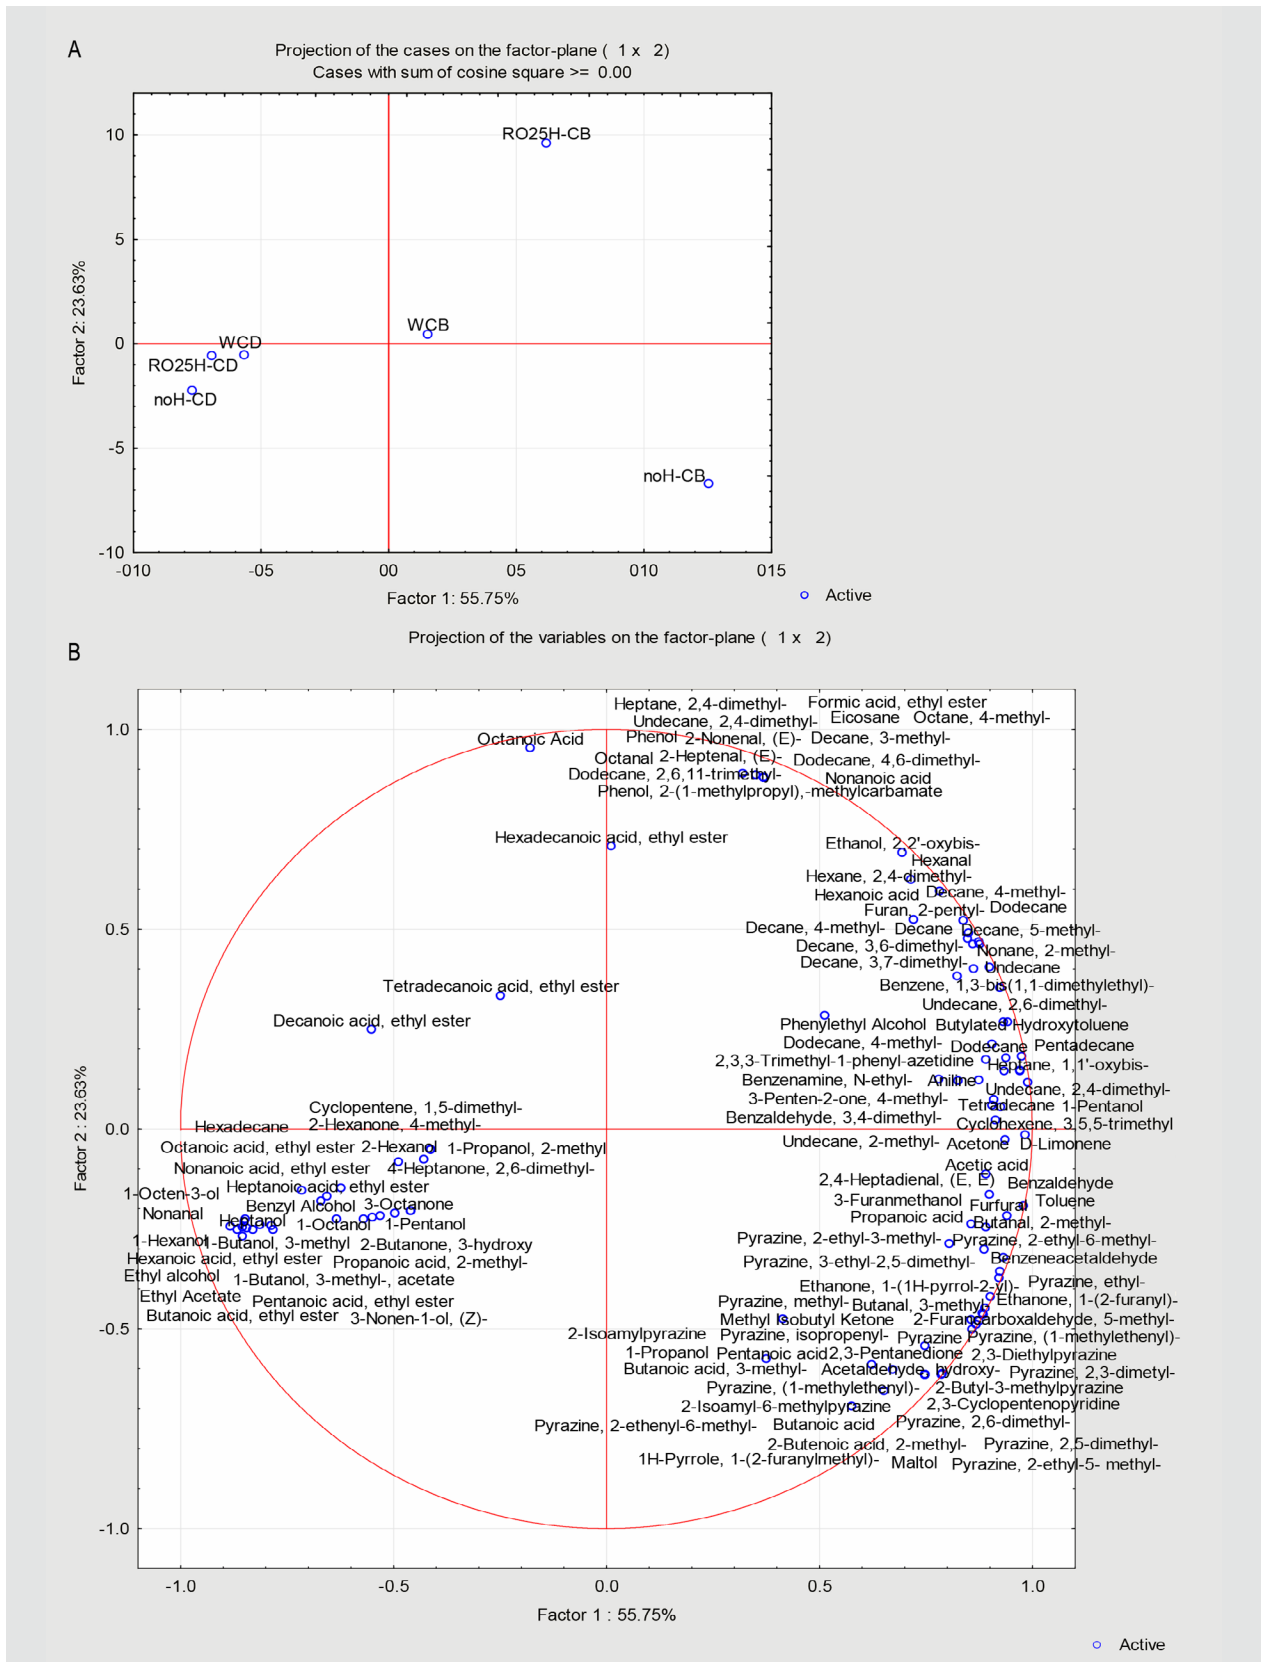 A
Projection of the cases on the factor-plane ( 1 x 2)
Cases with sum of cosine square >= 0.00
RO25H-CB
WCB
WCD
RO25H-CD
noH-CD
noH-CB
10
5
0
-5
-10
Factor 2: 23.63%
-010 -05 00 05 010 015
Factor 1: 55.75%
Active
Projection of the variables on the factor-plane ( 1 x 2)
B
Heptane, 2,4-dimethyl- Formic acid, ethyl ester
Undecane, 2,4-dimethyl- Eicosane Octane, 4-methyl-
Octanoic Acid Phenol 2-Nonenal, (E)- Decane, 3-methyl-
Octanal 2-Heptenal, (E)- Dodecane, 4,6-dimethyl-
Dodecane, 2,6,11-trimethyl- Nonanoic acid
Phenol, 2-(1-methylpropyl),-methylcarbamate
Hexadecanoic acid, ethyl ester Ethanol, 2,2'-oxybis-
Hexanal
Hexane, 2,4-dimethyl-
Hexanoic acid Decane, 4-methyl-
Furan, 2-pentyl- Dodecane
Decane, 4-methyl- Decane Decane, 5-methyl-
Decane, 3,6-dimethyl- Nonane, 2-methyl-
Decane, 3,7-dimethyl- Undecane
Tetradecanoic acid, ethyl ester Benzene, 1,3-bis(1,1-dimethylethyl)-
Undecane, 2,6-dimethyl-
Decanoic acid, ethyl ester Phenylethyl Alcohol Butylated Hydroxytoluene
Dodecane, 4-methyl- Dodecane Pentadecane
2,3,3-Trimethyl-1-phenyl-azetidine Heptane, 1,1'-oxybis-
Benzenamine, N-ethyl- Aniline Undecane, 2,4-dimethyl-
3-Penten-2-one, 4-methyl- Tetredecane 1-Pentanol
Cyclopentene, 1,5-dimethyl-
Hexadecane 2-Hexanone, 4-methyl- Benzaldehyde, 3,4-dimethyl- Cyclohexene, 3,5,5-trimethyl
Octanoic acid, ethyl ester 2-Hexanol 1-Propanol, 2-methyl Undecane, 2-methyl- Acetone D-Limonene
Nonanoic acid, ethyl ester 4-Heptanone, 2,6-dimethyl- Acetic acid
Heptanoic acid, ethyl ester 2,4-Heptadienal, (E, E) Benzaldehyde
1-Octen-3-ol Benzyl Alcohol 3-Octanone 3-Furanmethanol Furfural Toluene
Nonanal Heptanol 1-Octanol 1-Pentanol Propanoic acid Butanal, 2-methyl-
1-Hexanol 1-Butanol, 3-methyl 2-Butanone, 3-hydroxy Pyrazine, 2-ethyl-3-methyl- Pyrazine, 2-ethyl-6-methyl-
Hexanoic acid, ethyl ester Propanoic acid, 2-methyl- Pyrazine, 3-ethyl-2,5-dimethyl- Benzeneacetaldehyde
Ethyl alcohol 1-Butanol, 3-methyl-, acetate Ethanone, 1-(1H-pyrrol-2-yl)- Pyrazine, ethyl-
Ethyl Acetate Pentanoic acid, ethyl ester Pyrazine, methyl- Butanal, 3-methyl- Ethanone, 1-(2-furanyl)-
Butanoic acid, ethyl ester 3-Nonen-1-ol, (Z)- Methyl Isobutyl Ketone 2-Furancarboxaldehyde, 5-methyl-
2-Isoamylpyrazine Pyrazine, isopropenyl- Pyrazine Pyrazine, (1-methylethenyl)-
1-Propanol Pentanoic acid 2,3-Pentanedione 2,3-Diethylpyrazine
Butanoic acid, 3-methyl- Acetaldehyde, hydroxy- Pyrazine, 2,3-dimetyl-
Pyrazine, (1-methylethenyl)- 2-Butyl-3-methylpyrazine
2-Isoamyl-6-methylpyrazine 2,3-Cyclopentenopyridine
Pyrazine, 2-ethenyl-6-methyl- Butanoic acid Pyrazine, 2,6-dimethyl-
2-Butenoic acid, 2-methyl- Pyrazine, 2,5-dimethyl-
1H-Pyrrole, 1-(2-furanylmethyl)- Maltol Pyrazine, 2-ethyl-5- methyl-
1.0
0.5
0.0
-0.5
-1.0
Factor 2 : 23.63%
-1.0 -0.5 0.0 0.5 1.0
Factor 1 : 55.75%
Active